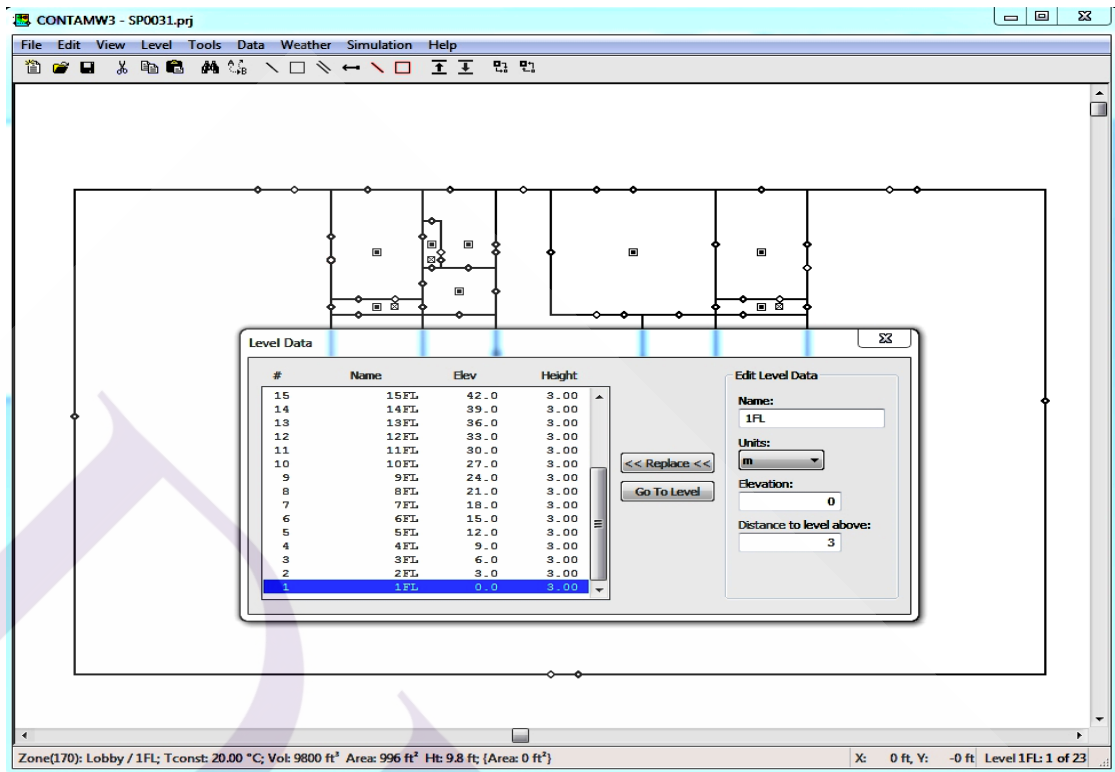 CONTAMW3 - SP0031.prj
File Edit View Level Tools Data Weather Simulation Help
Level Data
# Name Elev Height
15 15FL 42.0 3.00
14 14FL 39.0 3.00
13 13FL 36.0 3.00
12 12FL 33.0 3.00
11 11FL 30.0 3.00
10 10FL 27.0 3.00
9 9FL 24.0 3.00
8 8FL 21.0 3.00
7 7FL 18.0 3.00
6 6FL 15.0 3.00
5 5FL 12.0 3.00
4 4FL 9.0 3.00
3 3FL 6.0 3.00
2 2FL 3.0 3.00
1 1FL 0.0 3.00
<< Replace <<
Go To Level
Edit Level Data
Name:
1FL
Units:
m
Elevation:
0
Distance to level above:
3
Zone(170): Lobby / 1FL; Tconst: 20.00 °C; Vol: 9800 ft³ Area: 996 ft² Ht: 9.8 ft; {Area: 0 ft²} X: 0 ft, Y: -0 ft Level 1FL: 1 of 23